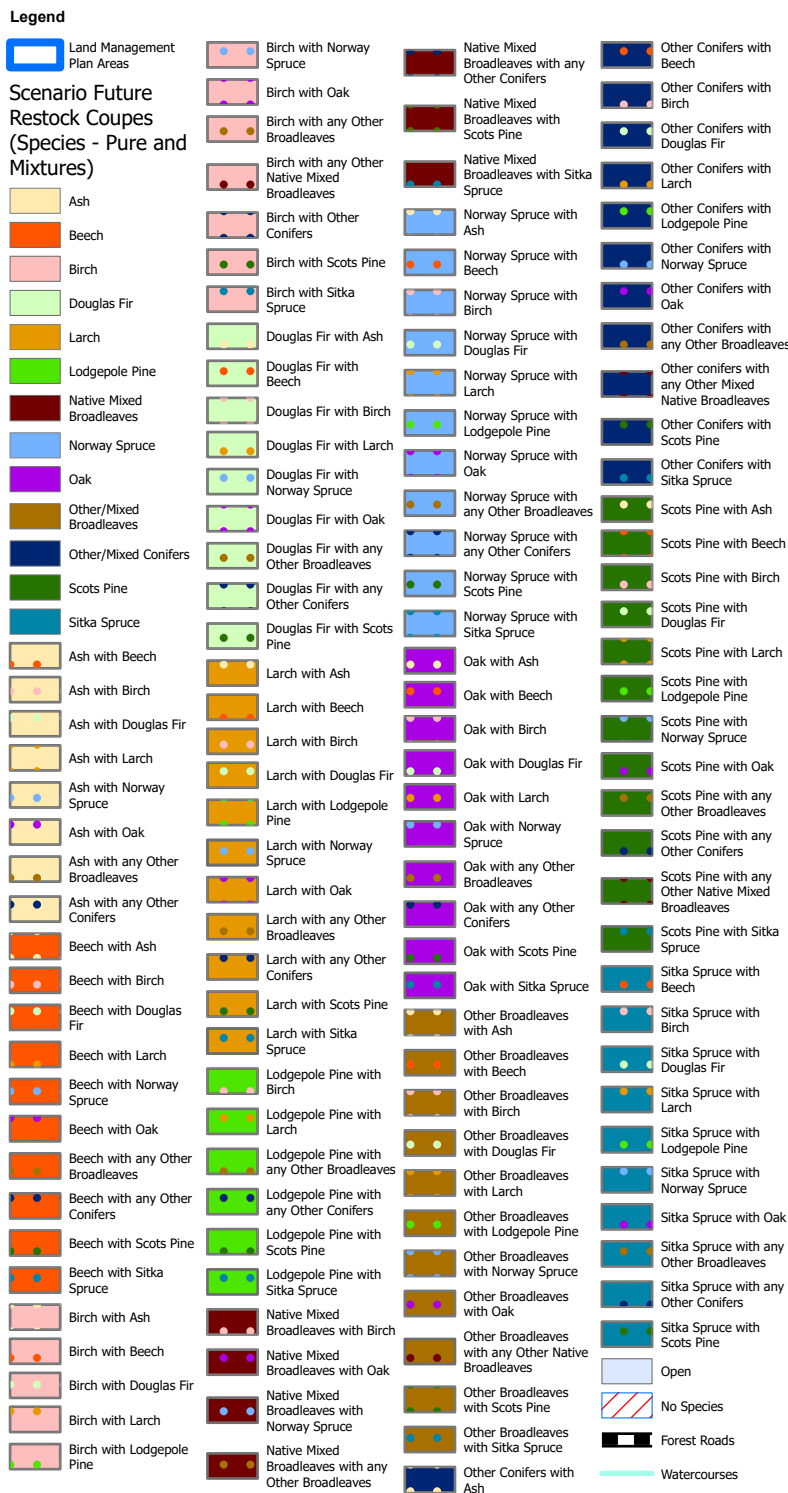 Legend
Land Management
Plan Areas
Scenario Future
Restock Coupes
(Species - Pure and
Mixtures)
Ash
Beech
Birch
Douglas Fir
Larch
Lodgepole Pine
Native Mixed
Broadleaves
Norway Spruce
Oak
Other/Mixed
Broadleaves
Other/Mixed Conifers
Scots Pine
Sitka Spruce
Ash with Beech
Ash with Birch
Ash with Douglas Fir
Ash with Larch
Ash with Norway
Spruce
Ash with Oak
Ash with any Other
Broadleaves
Ash with any Other
Conifers
Beech with Ash
Beech with Birch
Beech with Douglas
Fir
Beech with Larch
Beech with Norway
Spruce
Beech with Oak
Beech with any Other
Broadleaves
Beech with any Other
Conifers
Beech with Scots Pine
Beech with Sitka
Spruce
Birch with Ash
Birch with Beech
Birch with Douglas Fir
Birch with Larch
Birch with Lodgepole
Pine
Birch with Norway
Spruce
Birch with Oak
Birch with any Other
Broadleaves
Birch with any Other
Native Mixed
Broadleaves
Birch with Other
Conifers
Birch with Scots Pine
Birch with Sitka
Spruce
Douglas Fir with Ash
Douglas Fir with
Beech
Douglas Fir with Birch
Douglas Fir with Larch
Douglas Fir with
Norway Spruce
Douglas Fir with Oak
Douglas Fir with any
Other Broadleaves
Douglas Fir with any
Other Conifers
Douglas Fir with Scots
Pine
Larch with Ash
Larch with Beech
Larch with Birch
Larch with Douglas Fir
Larch with Lodgepole
Pine
Larch with Norway
Spruce
Larch with Oak
Larch with any Other
Broadleaves
Larch with any Other
Conifers
Larch with Scots Pine
Larch with Sitka
Spruce
Lodgepole Pine with
Birch
Lodgepole Pine with
Larch
Lodgepole Pine with
any Other Broadleaves
Lodgepole Pine with
any Other Conifers
Lodgepole Pine with
Scots Pine
Lodgepole Pine with
Sitka Spruce
Native Mixed
Broadleaves with Birch
Native Mixed
Broadleaves with Oak
Native Mixed
Broadleaves with
Norway Spruce
Native Mixed
Broadleaves with any
Other Broadleaves
Native Mixed
Broadleaves with any
Other Conifers
Native Mixed
Broadleaves with
Scots Pine
Native Mixed
Broadleaves with Sitka
Spruce
Norway Spruce with
Ash
Norway Spruce with
Beech
Norway Spruce with
Birch
Norway Spruce with
Douglas Fir
Norway Spruce with
Larch
Norway Spruce with
Lodgepole Pine
Norway Spruce with
Oak
Norway Spruce with
any Other Broadleaves
Norway Spruce with
any Other Conifers
Norway Spruce with
Scots Pine
Norway Spruce with
Sitka Spruce
Oak with Ash
Oak with Beech
Oak with Birch
Oak with Douglas Fir
Oak with Larch
Oak with Norway
Spruce
Oak with any Other
Broadleaves
Oak with any Other
Conifers
Oak with Scots Pine
Oak with Sitka Spruce
Other Broadleaves
with Ash
Other Broadleaves
with Beech
Other Broadleaves
with Birch
Other Broadleaves
with Douglas Fir
Other Broadleaves
with Larch
Other Broadleaves
with Lodgepole Pine
Other Broadleaves
with Norway Spruce
Other Broadleaves
with Oak
Other Broadleaves
with any Other Native
Broadleaves
Other Broadleaves
with Scots Pine
Other Broadleaves
with Sitka Spruce
Other Conifers with
Ash
Other Conifers with
Beech
Other Conifers with
Birch
Other Conifers with
Douglas Fir
Other Conifers with
Larch
Other Conifers with
Lodgepole Pine
Other Conifers with
Norway Spruce
Other Conifers with
Oak
Other Conifers with
any Other Broadleaves
Other conifers with
any Other Mixed
Native Broadleaves
Other Conifers with
Scots Pine
Other Conifers with
Sitka Spruce
Scots Pine with Ash
Scots Pine with Beech
Scots Pine with Birch
Scots Pine with
Douglas Fir
Scots Pine with Larch
Scots Pine with
Lodgepole Pine
Scots Pine with
Norway Spruce
Scots Pine with Oak
Scots Pine with any
Other Broadleaves
Scots Pine with any
Other Conifers
Scots Pine with any
Other Native Mixed
Broadleaves
Scots Pine with Sitka
Spruce
Sitka Spruce with
Beech
Sitka Spruce with
Birch
Sitka Spruce with
Douglas Fir
Sitka Spruce with
Larch
Sitka Spruce with
Lodgepole Pine
Sitka Spruce with
Norway Spruce
Sitka Spruce with Oak
Sitka Spruce with any
Other Broadleaves
Sitka Spruce with any
Other Conifers
Sitka Spruce with
Scots Pine
Open
No Species
Forest Roads
Watercourses